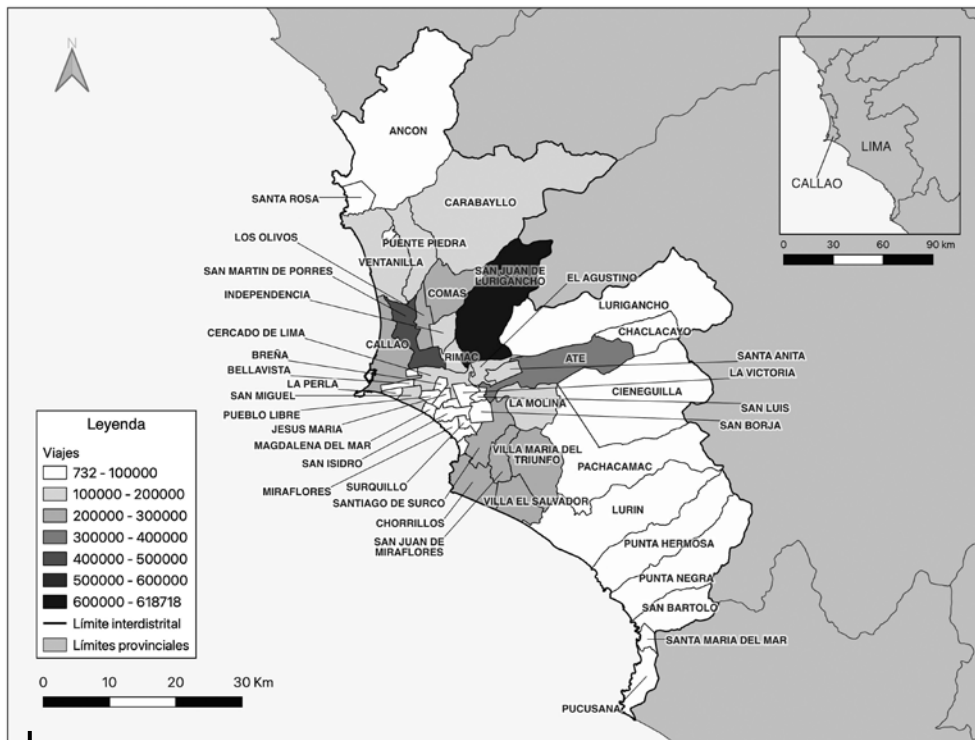 N
ANCON
SANTA ROSA
CARABAYLLO
LOS OLIVOS
PUENTE PIEDRA
VENTANILLA
SAN MARTIN DE PORRES
SAN JUAN DE
LURIGANCHO
EL AGUSTINO
INDEPENDENCIA
COMAS
LURIGANCHO
CERCADO DE LIMA
CALLAO
CHACLACAYO
BREÑA
RIMAC
ATE
SANTA ANITA
BELLAVISTA
LA VICTORIA
LA PERLA
CIENEGUILLA
SAN MIGUEL
LA MOLINA
SAN LUIS
PUEBLO LIBRE
SAN BORJA
JESUS MARIA
MAGDALENA DEL MAR
VILLA MARIA DEL
TRIUNFO
SAN ISIDRO
PACHACAMAC
MIRAFLORES
SURQUILLO
SANTIAGO DE SURCO
VILLA EL SALVADOR
LURIN
CHORRILLOS
SAN JUAN DE
MIRAFLORES
PUNTA HERMOSA
PUNTA NEGRA
SAN BARTOLO
SANTA MARIA DEL MAR
PUCUSANA
LIMA
CALLAO
0 30 60 90 km
Leyenda
Viajes
732 - 100000
100000 - 200000
200000 - 300000
300000 - 400000
400000 - 500000
500000 - 600000
600000 - 618718
Límite interdistrital
Límites provinciales
0 10 20 30 Km